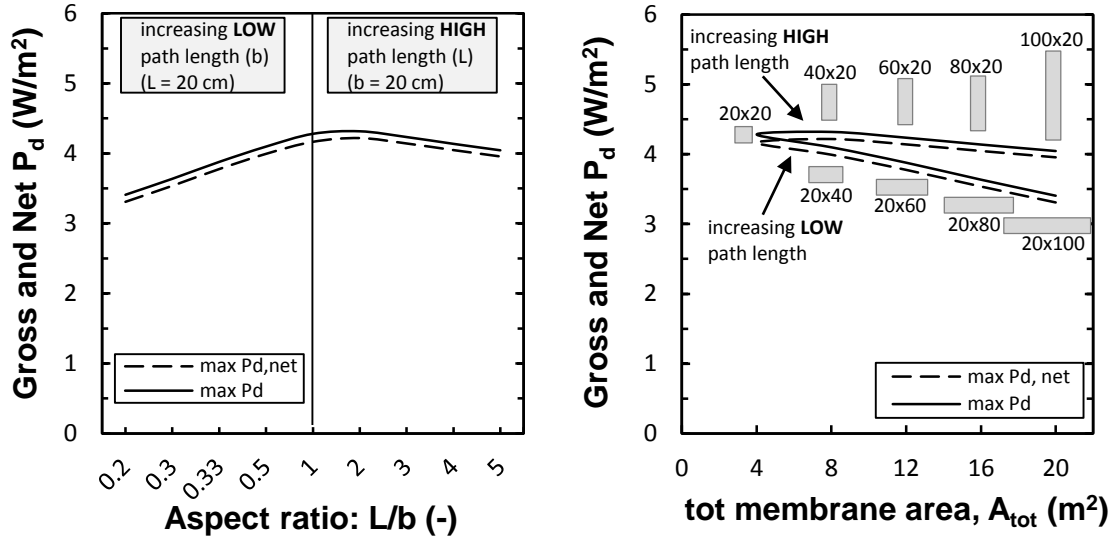 Gross and Net P_d (W/m²)
6
5
4
3
2
1
0
increasing LOW
path length (b)
(L = 20 cm)
increasing HIGH
path length (L)
(b = 20 cm)
max Pd,net
max Pd
0.2
0.3
0.33
0.5
1
2
3
4
5
Aspect ratio: L/b (-)
Gross and Net P_d (W/m²)
6
5
4
3
2
1
0
increasing HIGH
path length
20x20
40x20
60x20
80x20
100x20
increasing LOW
path length
20x40
20x60
20x80
20x100
max Pd, net
max Pd
0
4
8
12
16
20
tot membrane area, A_tot (m²)